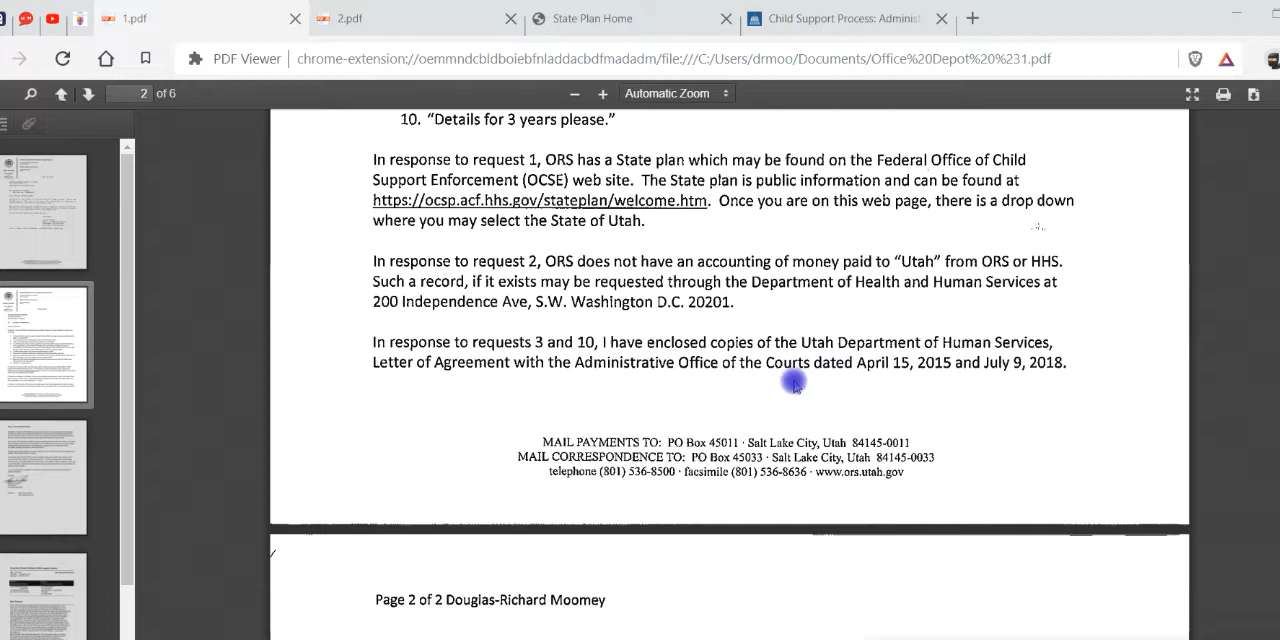 1.pdf
2.pdf
State Plan Home
Child Support Process: Administ
PDF Viewer
chrome-extension://oemmndcbldboiebfnladdacbdfmadadm/file:///C:/Users/drmoo/Documents/Office%20Depot%20%231.pdf
2 of 6
Automatic Zoom
10. “Details for 3 years please.”
In response to request 1, ORS has a State plan which may be found on the Federal Office of Child
Support Enforcement (OCSE) web site. The State plan is public information and can be found at
https://ocsp.acf.hhs.gov/stateplan/welcome.htm. Once you are on this web page, there is a drop down
where you may select the State of Utah.
In response to request 2, ORS does not have an accounting of money paid to “Utah” from ORS or HHS.
Such a record if it exists may be requested through the Department of Health and Human Services at
200 Independence Ave, S.W. Washington D.C. 20201.
In response to requests 3 and 10, I have enclosed copies of the Utah Department of Human Services,
Letter of Agreement with the Administrative Office of the Courts dated April 15, 2015 and July 9, 2018.
MAIL PAYMENTS TO: PO Box 45011 · Salt Lake City, Utah 84145-0011
MAIL CORRESPONDENCE TO: PO Box 45033 · Salt Lake City, Utah 84145-0033
telephone (801) 536-8500 · facsimile (801) 536-8636 · www.ors.utah.gov
Page 2 of 2 Douglas-Richard Moomey